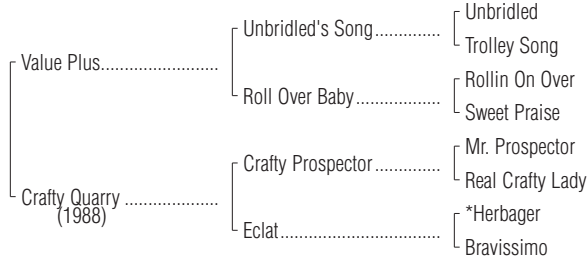 Unbridled
Unbridled's Song..............
Trolley Song
Value Plus.........................
Rollin On Over
Roll Over Baby..................
Sweet Praise
Mr. Prospector
Crafty Prospector..............
Real Crafty Lady
Crafty Quarry ....................
(1988)
*Herbager
Eclat..................................
Bravissimo